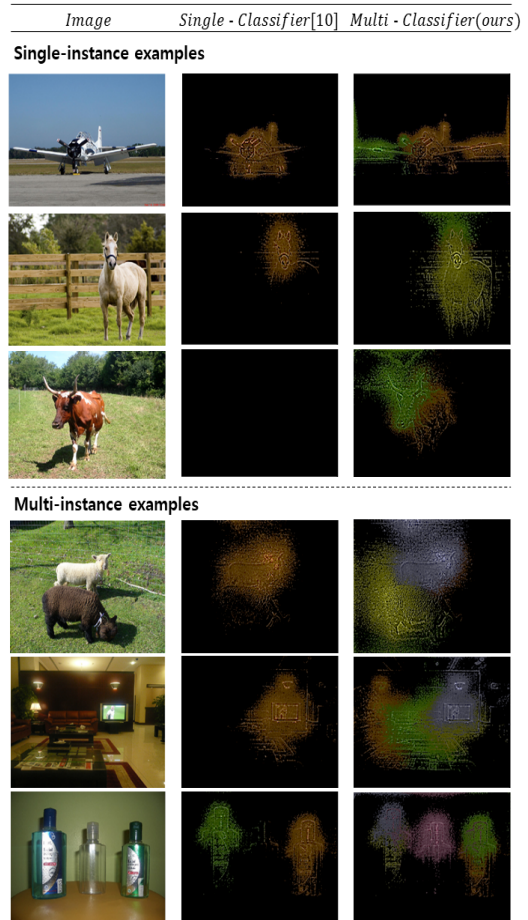 Image Single - Classifier[10] Multi - Classifier(ours)
Single-instance examples
Multi-instance examples